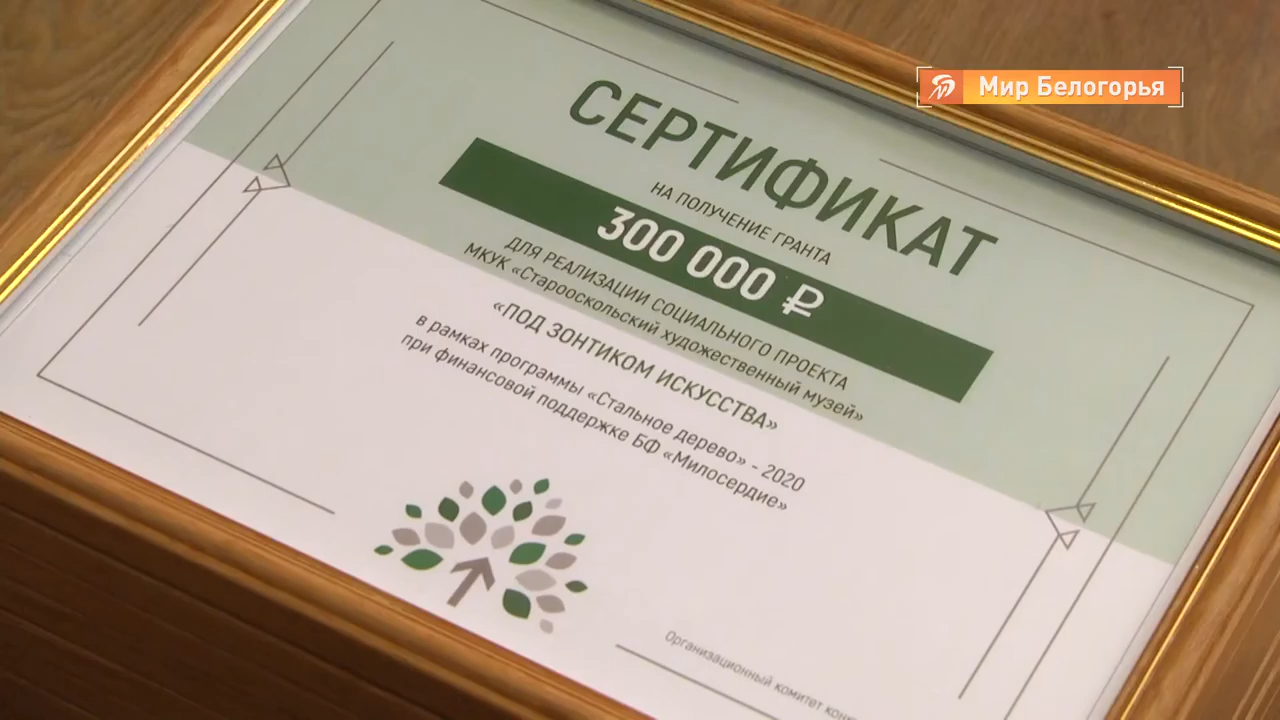 Мир Белогорья
СЕРТИФИКАТ
НА ПОЛУЧЕНИЕ ГРАНТА
300 000 ₽
ДЛЯ РЕАЛИЗАЦИИ СОЦИАЛЬНОГО ПРОЕКТА
МКУК «Старооскольский художественный музей»
«ПОД ЗОНТИКОМ ИСКУССТВА»
в рамках программы «Стальное дерево» - 2020
при финансовой поддержке БФ «Милосердие»
Организационный комитет